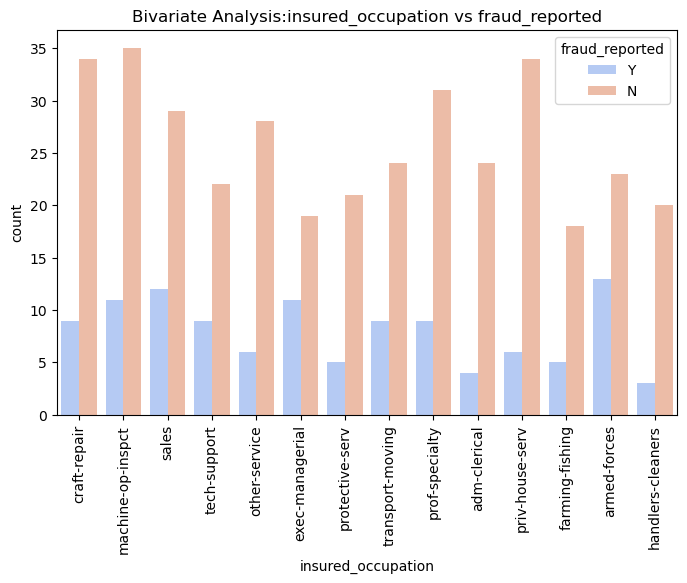 Bivariate Analysis:insured_occupation vs fraud_reported
fraud_reported
Y
N
35
30
25
20
15
10
5
0
count
craft-repair
machine-op-inspct
sales
tech-support
other-service
exec-managerial
protective-serv
transport-moving
prof-specialty
adm-clerical
priv-house-serv
farming-fishing
armed-forces
handlers-cleaners
insured_occupation